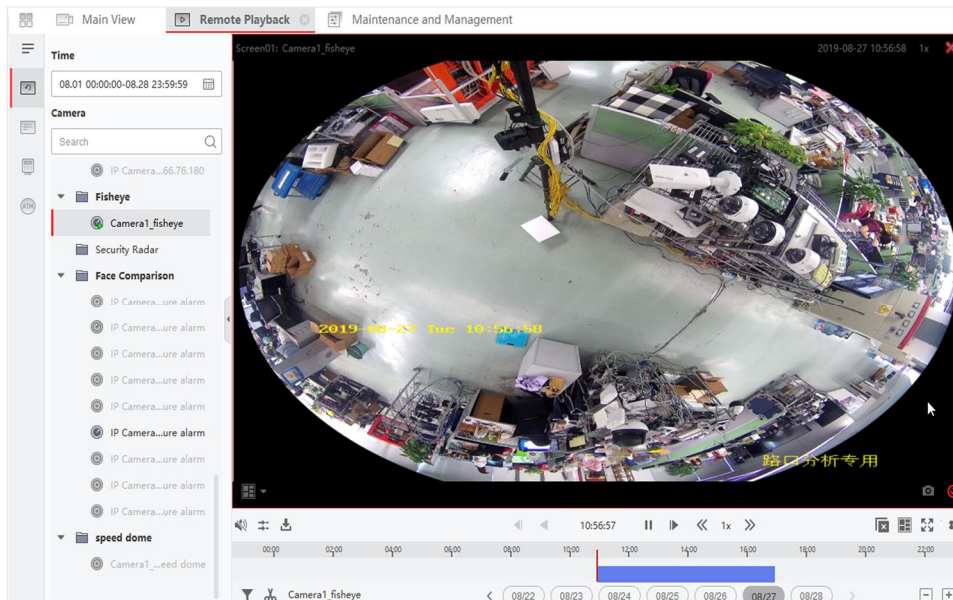 Main View
Remote Playback
Maintenance and Management
Time
08.01 00:00:00-08.28 23:59:59
Camera
Search
IP Camera...66.76.180
Fisheye
Camera1_fisheye
Security Radar
Face Comparison
IP Camera...ure alarm
IP Camera...ure alarm
IP Camera...ure alarm
IP Camera...ure alarm
IP Camera...ure alarm
IP Camera...ure alarm
IP Camera...ure alarm
IP Camera...ure alarm
IP Camera...ure alarm
speed dome
Camera1_...eed dome
ATM
Screen01: Camera1_fisheye
2019-08-27 10:56:58 1x
2019-08-27 Tue 10:56:58
路口分析专用
10:56:57
1x
00:00 02:00 04:00 06:00 08:00 10:00 12:00 14:00 16:00 18:00 20:00 22:00
Camera1_fisheye
08/22 08/23 08/24 08/25 08/26 08/27 08/28